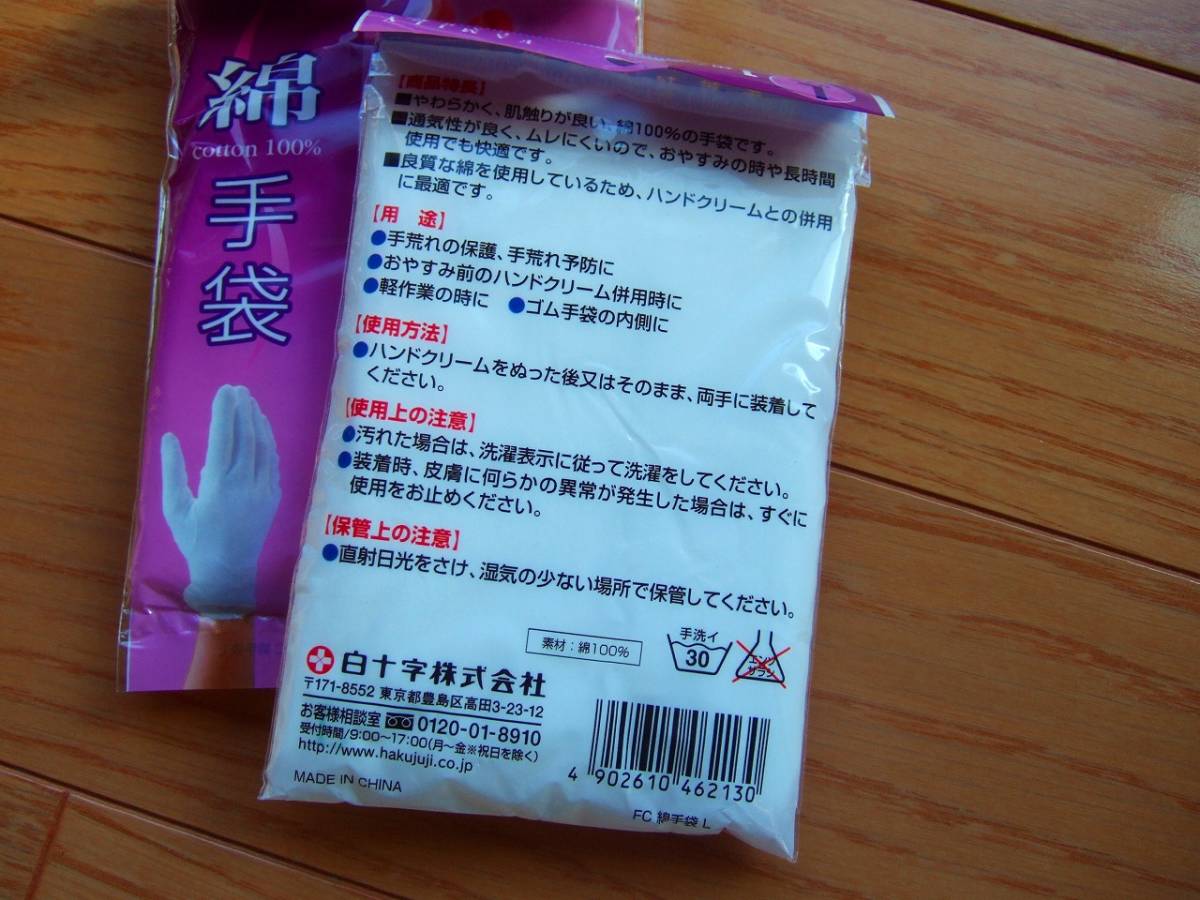 綿
cotton 100%
手
袋
【商品特長】
■やわらかく、肌触りが良い、綿100%の手袋です。
■通気性が良く、ムレにくいので、おやすみの時や長時間
使用でも快適です。
■良質な綿を使用しているため、ハンドクリームとの併用
に最適です。
【用 途】
●手荒れの保護、手荒れ予防に
●おやすみ前のハンドクリーム併用時に
●軽作業の時に ●ゴム手袋の内側に
【使用方法】
●ハンドクリームをぬった後又はそのまま、両手に装着して
ください。
【使用上の注意】
●汚れた場合は、洗濯表示に従って洗濯をしてください。
●装着時、皮膚に何らかの異常が発生した場合は、すぐに
使用をお止めください。
【保管上の注意】
●直射日光をさけ、湿気の少ない場所で保管してください。
素材：綿100%
手洗イ
30
エンソ
サラシ
白十字株式会社
〒171-8552 東京都豊島区高田3-23-12
お客様相談室 0120-01-8910
受付時間/9:00～17:00(月～金※祝日を除く)
http://www.hakujuji.co.jp
MADE IN CHINA
4 902610 462130
FC 綿手袋 L